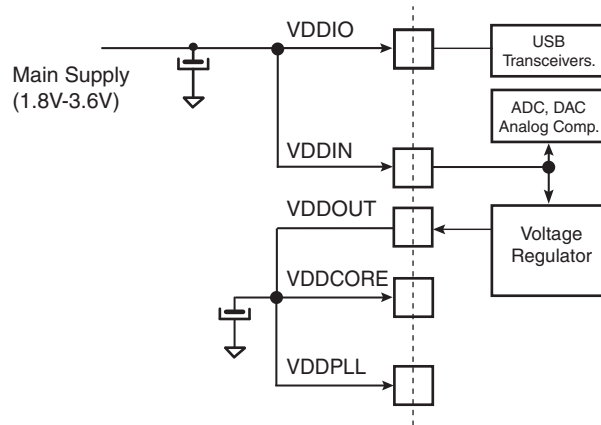 VDDIO
USB
Transceivers.
Main Supply
(1.8V-3.6V)
ADC, DAC
Analog Comp.
VDDIN
VDDOUT
Voltage
Regulator
VDDCORE
VDDPLL